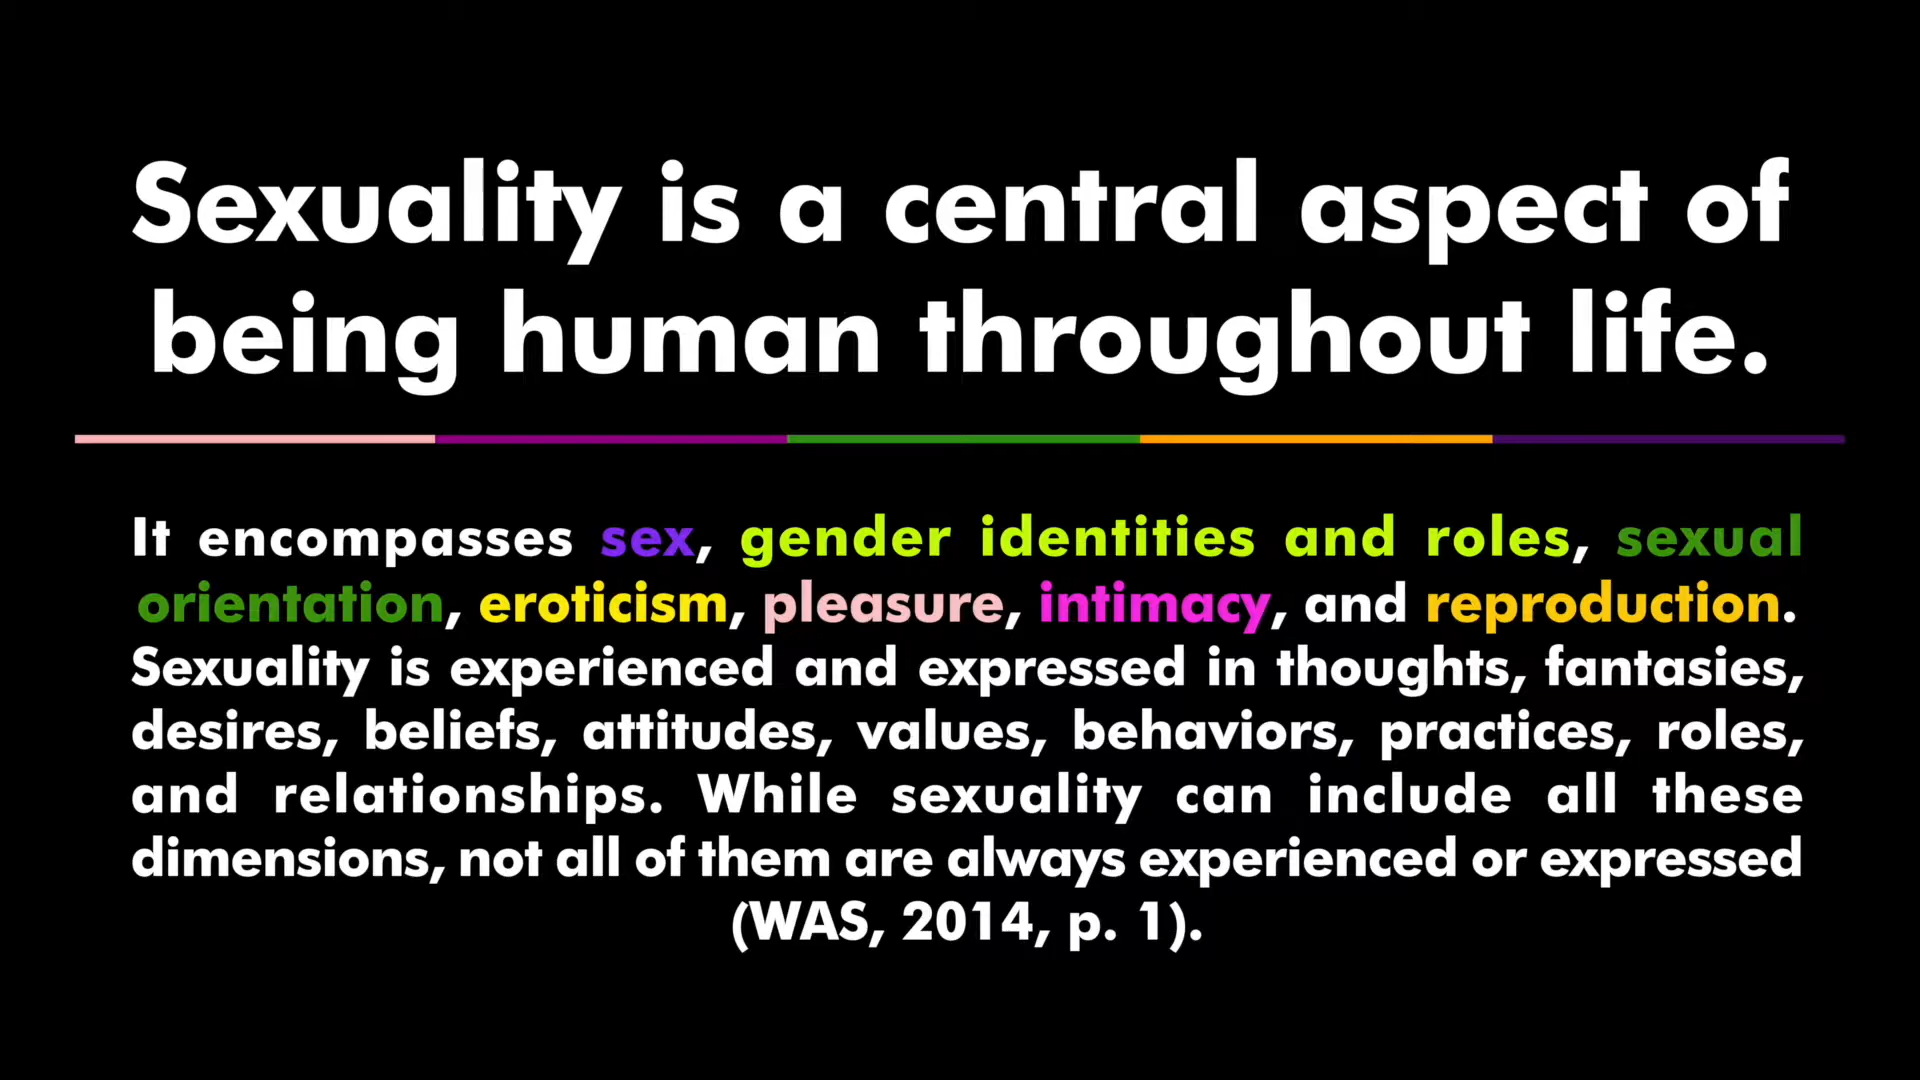 Sexuality is a central aspect of
being human throughout life.
It encompasses sex, gender identities and roles, sexual
orientation, eroticism, pleasure, intimacy, and reproduction.
Sexuality is experienced and expressed in thoughts, fantasies,
desires, beliefs, attitudes, values, behaviors, practices, roles,
and relationships. While sexuality can include all these
dimensions, not all of them are always experienced or expressed
(WAS, 2014, p. 1).